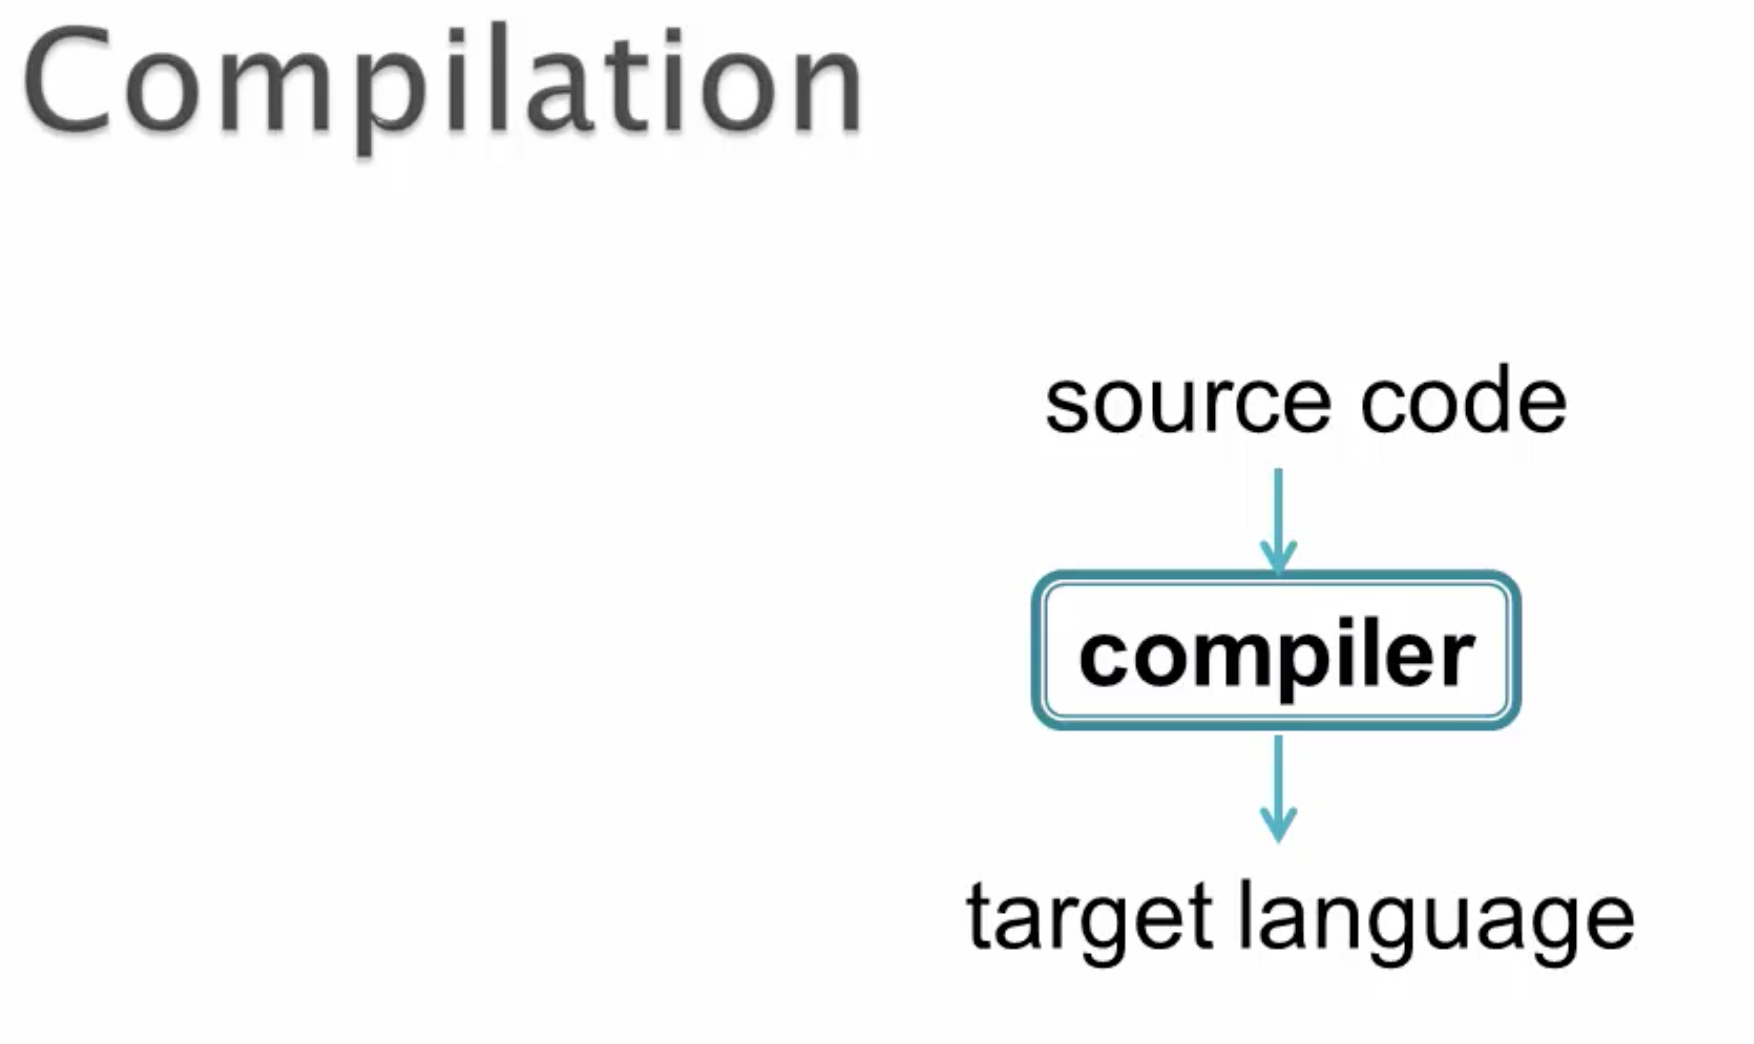 Compilation
source code
compiler
target language